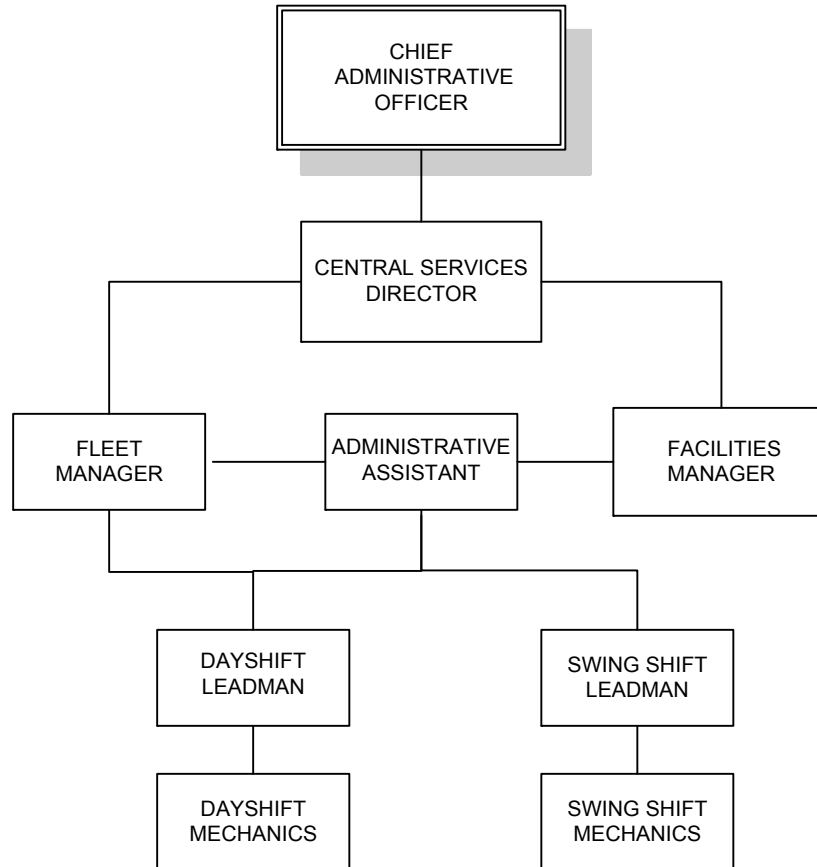 CHIEF
ADMINISTRATIVE
OFFICER
CENTRAL SERVICES
DIRECTOR
FLEET
MANAGER
ADMINISTRATIVE
ASSISTANT
FACILITIES
MANAGER
DAYSHIFT
LEADMAN
SWING SHIFT
LEADMAN
DAYSHIFT
MECHANICS
SWING SHIFT
MECHANICS